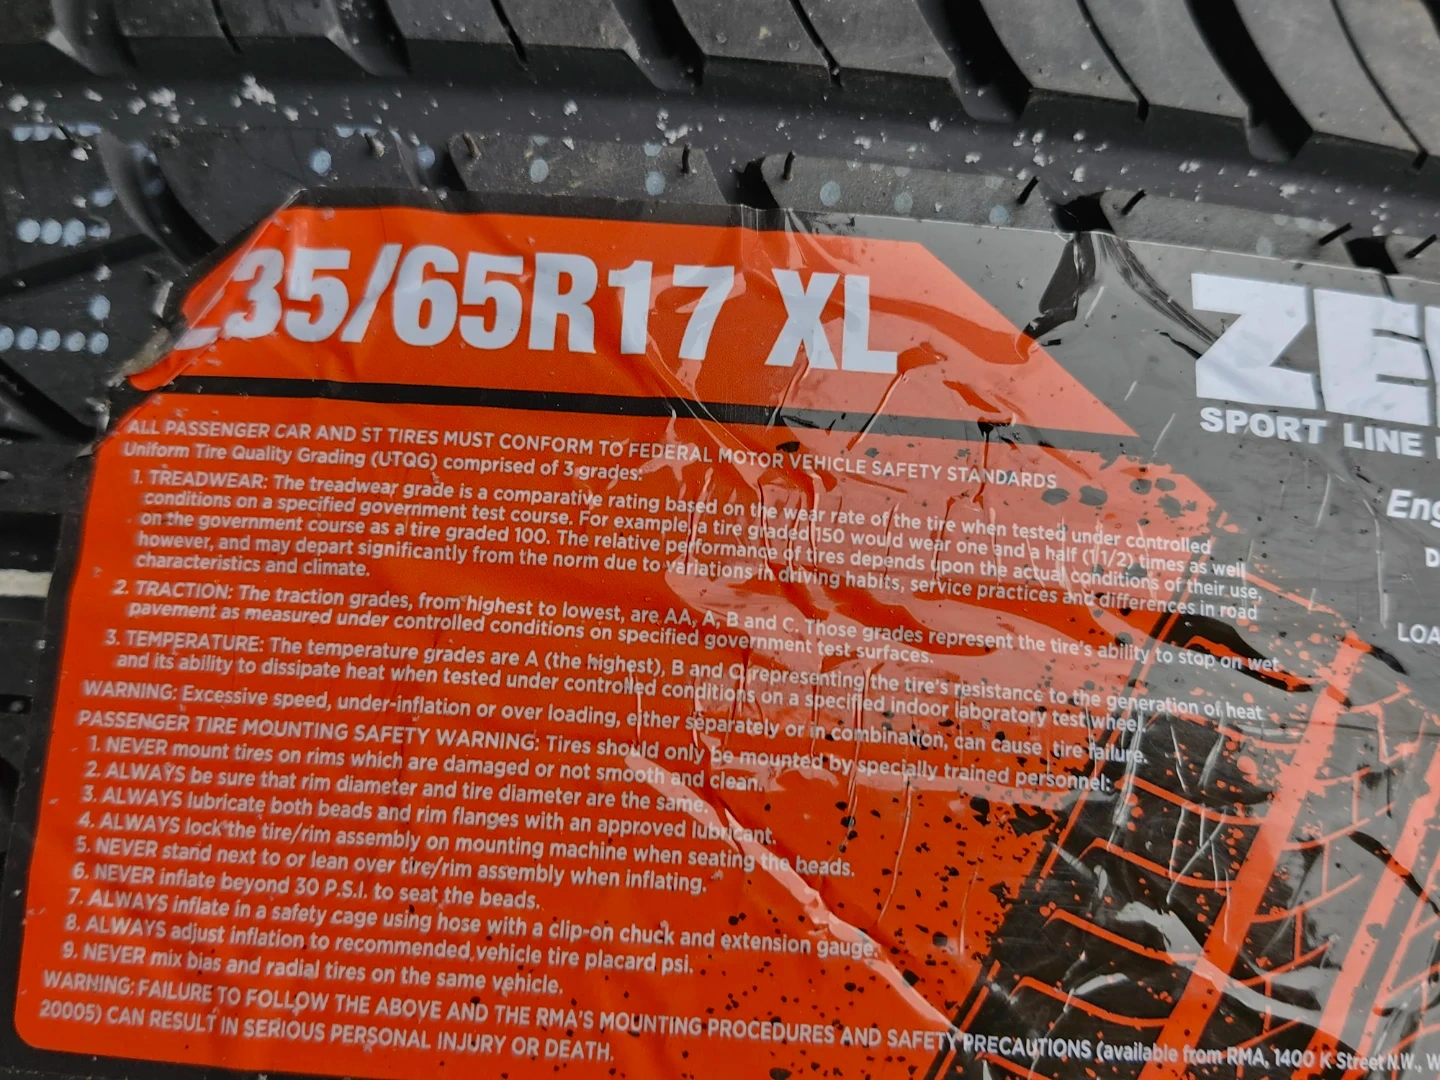 35/65R17 XL
ZE
SPORT LINE
Eng
D
LOA
ALL PASSENGER CAR AND ST TIRES MUST CONFORM TO FEDERAL MOTOR VEHICLE SAFETY STANDARDS
Uniform Tire Quality Grading (UTQG) comprised of 3 grades:
1. TREADWEAR: The treadwear grade is a comparative rating based on the wear rate of the tire when tested under controlled
conditions on a specified government test course. For example, a tire graded 150 would wear one and a half (1 1/2) times as well
on the government course as a tire graded 100. The relative performance of tires depends upon the actual conditions of their use,
however, and may depart significantly from the norm due to variations in driving habits, service practices and differences in road
characteristics and climate.
2. TRACTION: The traction grades, from highest to lowest, are AA, A, B and C. Those grades represent the tire's ability to stop on wet
pavement as measured under controlled conditions on specified government test surfaces.
3. TEMPERATURE: The temperature grades are A (the highest), B and C, representing the tire's resistance to the generation of heat
and its ability to dissipate heat when tested under controlled conditions on a specified indoor laboratory test wheel.
WARNING: Excessive speed, under-inflation or over loading, either separately or in combination, can cause tire failure.
PASSENGER TIRE MOUNTING SAFETY WARNING: Tires should only be mounted by specially trained personnel:
1. NEVER mount tires on rims which are damaged or not smooth and clean.
2. ALWAYS be sure that rim diameter and tire diameter are the same.
3. ALWAYS lubricate both beads and rim flanges with an approved lubricant.
4. ALWAYS lock the tire/rim assembly on mounting machine when seating the beads.
5. NEVER stand next to or lean over tire/rim assembly when inflating.
6. NEVER inflate beyond 30 P.S.I. to seat the beads.
7. ALWAYS inflate in a safety cage using hose with a clip-on chuck and extension gauge.
8. ALWAYS adjust inflation to recommended vehicle tire placard psi.
9. NEVER mix bias and radial tires on the same vehicle.
WARNING: FAILURE TO FOLLOW THE ABOVE AND THE RMA'S MOUNTING PROCEDURES AND SAFETY PRECAUTIONS (available from RMA, 1400 K Street N.W., W
20005) CAN RESULT IN SERIOUS PERSONAL INJURY OR DEATH.